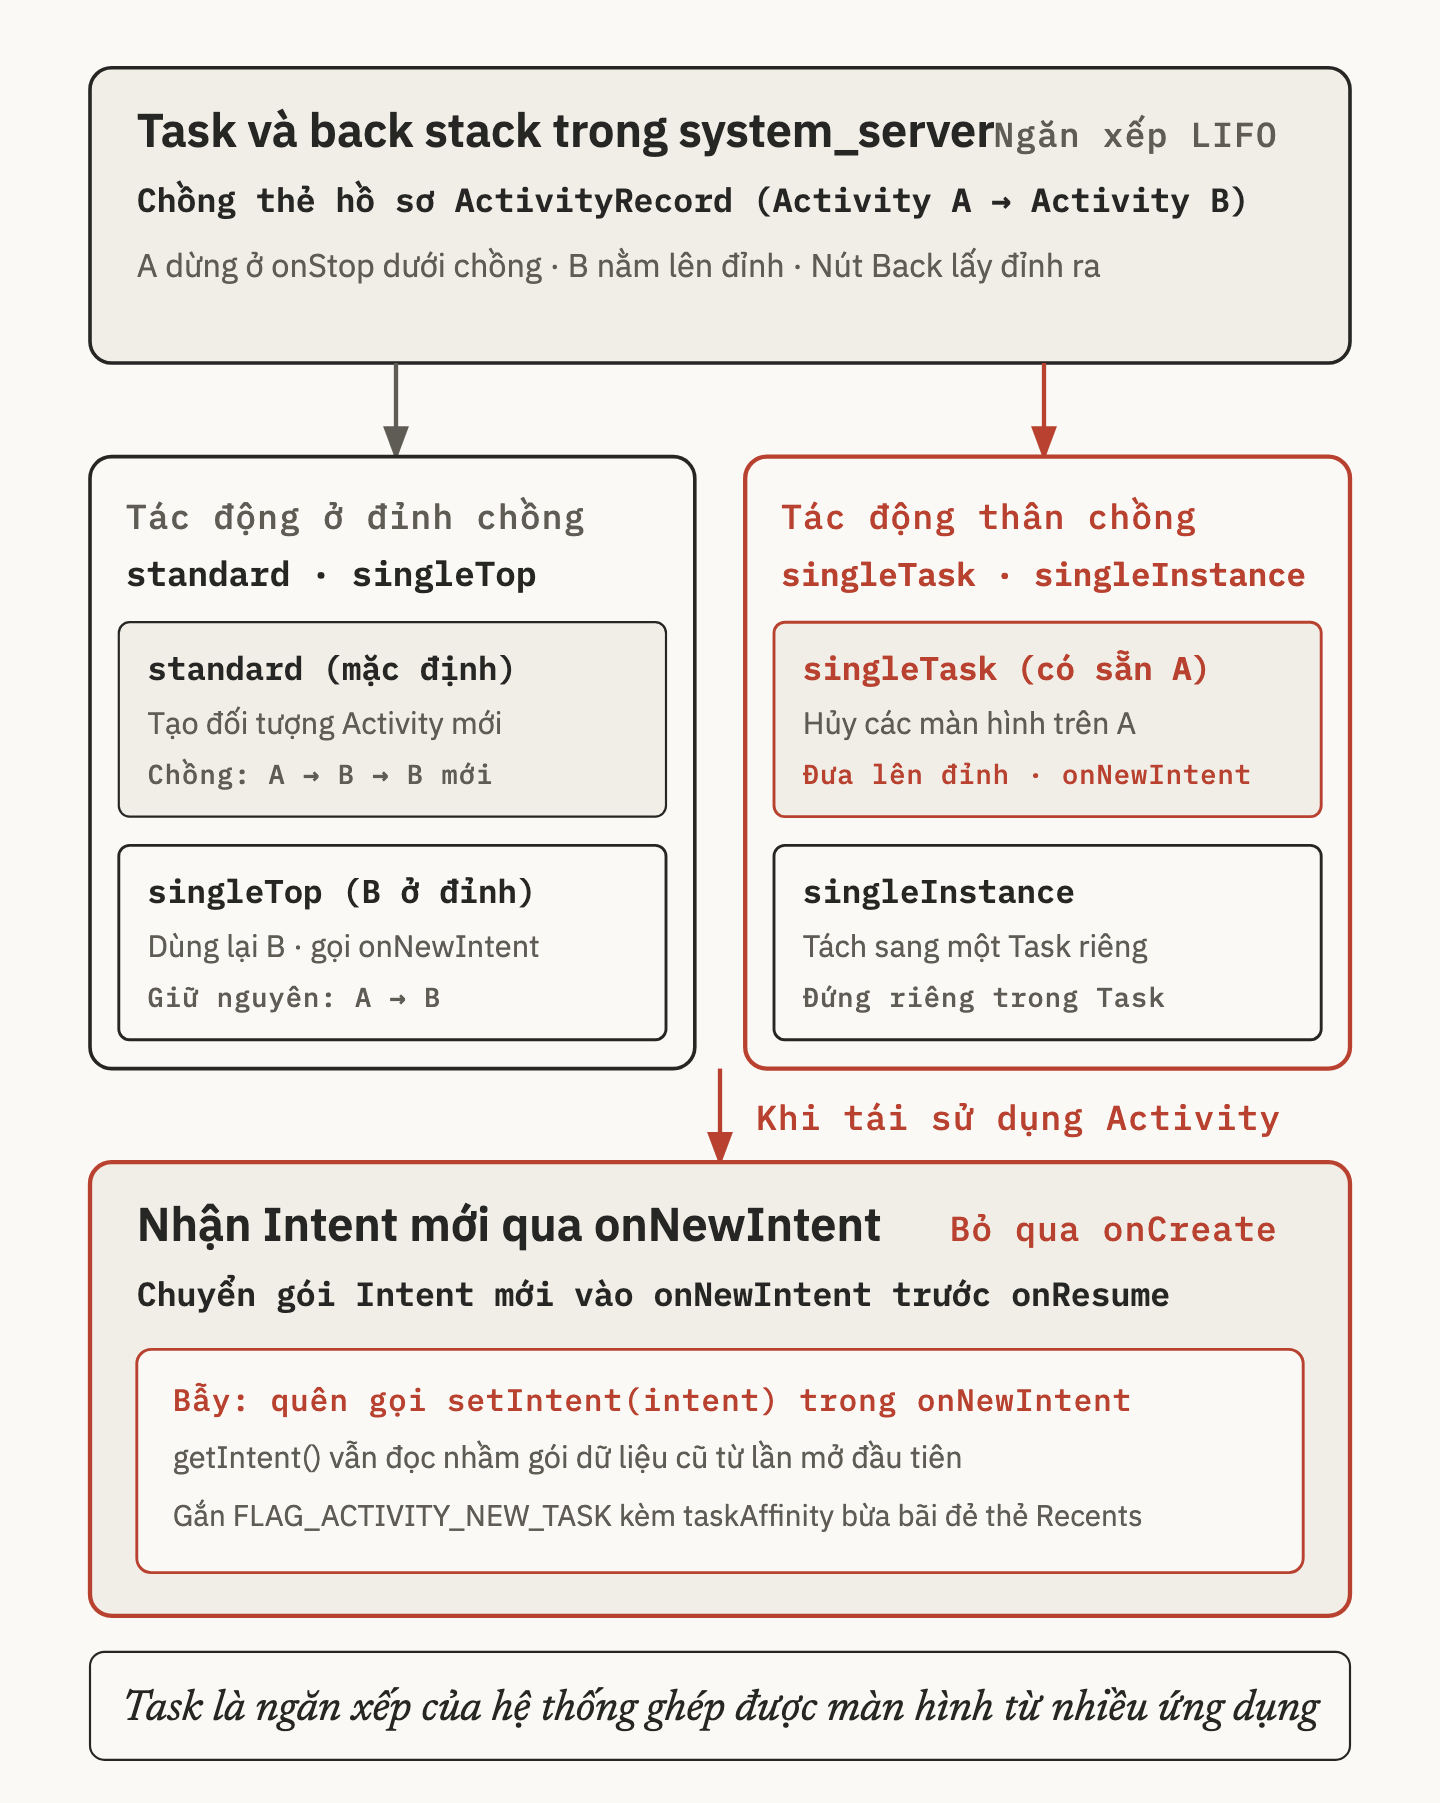 Task và back stack trong system_server Ngăn xếp LIFO
Chồng thẻ hồ sơ ActivityRecord (Activity A → Activity B)
A dừng ở onStop dưới chồng · B nằm lên đỉnh · Nút Back lấy đỉnh ra
Tác động ở đỉnh chồng
standard · singleTop
standard (mặc định)
Tạo đối tượng Activity mới
Chồng: A → B → B mới
singleTop (B ở đỉnh)
Dùng lại B · gọi onNewIntent
Giữ nguyên: A → B
Tác động thân chồng
singleTask · singleInstance
singleTask (có sẵn A)
Hủy các màn hình trên A
Đưa lên đỉnh · onNewIntent
singleInstance
Tách sang một Task riêng
Đứng riêng trong Task
Khi tái sử dụng Activity
Nhận Intent mới qua onNewIntent Bỏ qua onCreate
Chuyển gói Intent mới vào onNewIntent trước onResume
Bẫy: quên gọi setIntent(intent) trong onNewIntent
getIntent() vẫn đọc nhầm gói dữ liệu cũ từ lần mở đầu tiên
Gắn FLAG_ACTIVITY_NEW_TASK kèm taskAffinity bừa bãi đẻ thẻ Recents
Task là ngăn xếp của hệ thống ghép được màn hình từ nhiều ứng dụng